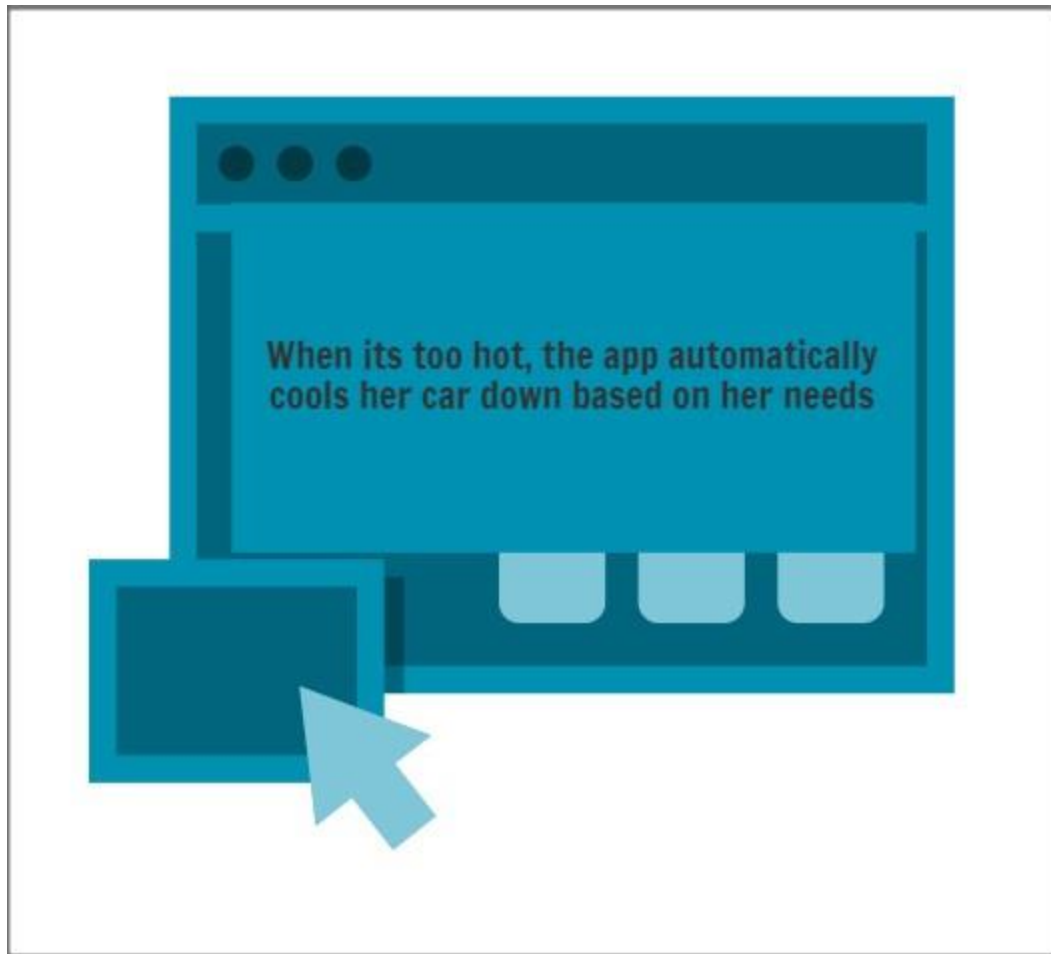 When its too hot, the app automatically
cools her car down based on her needs